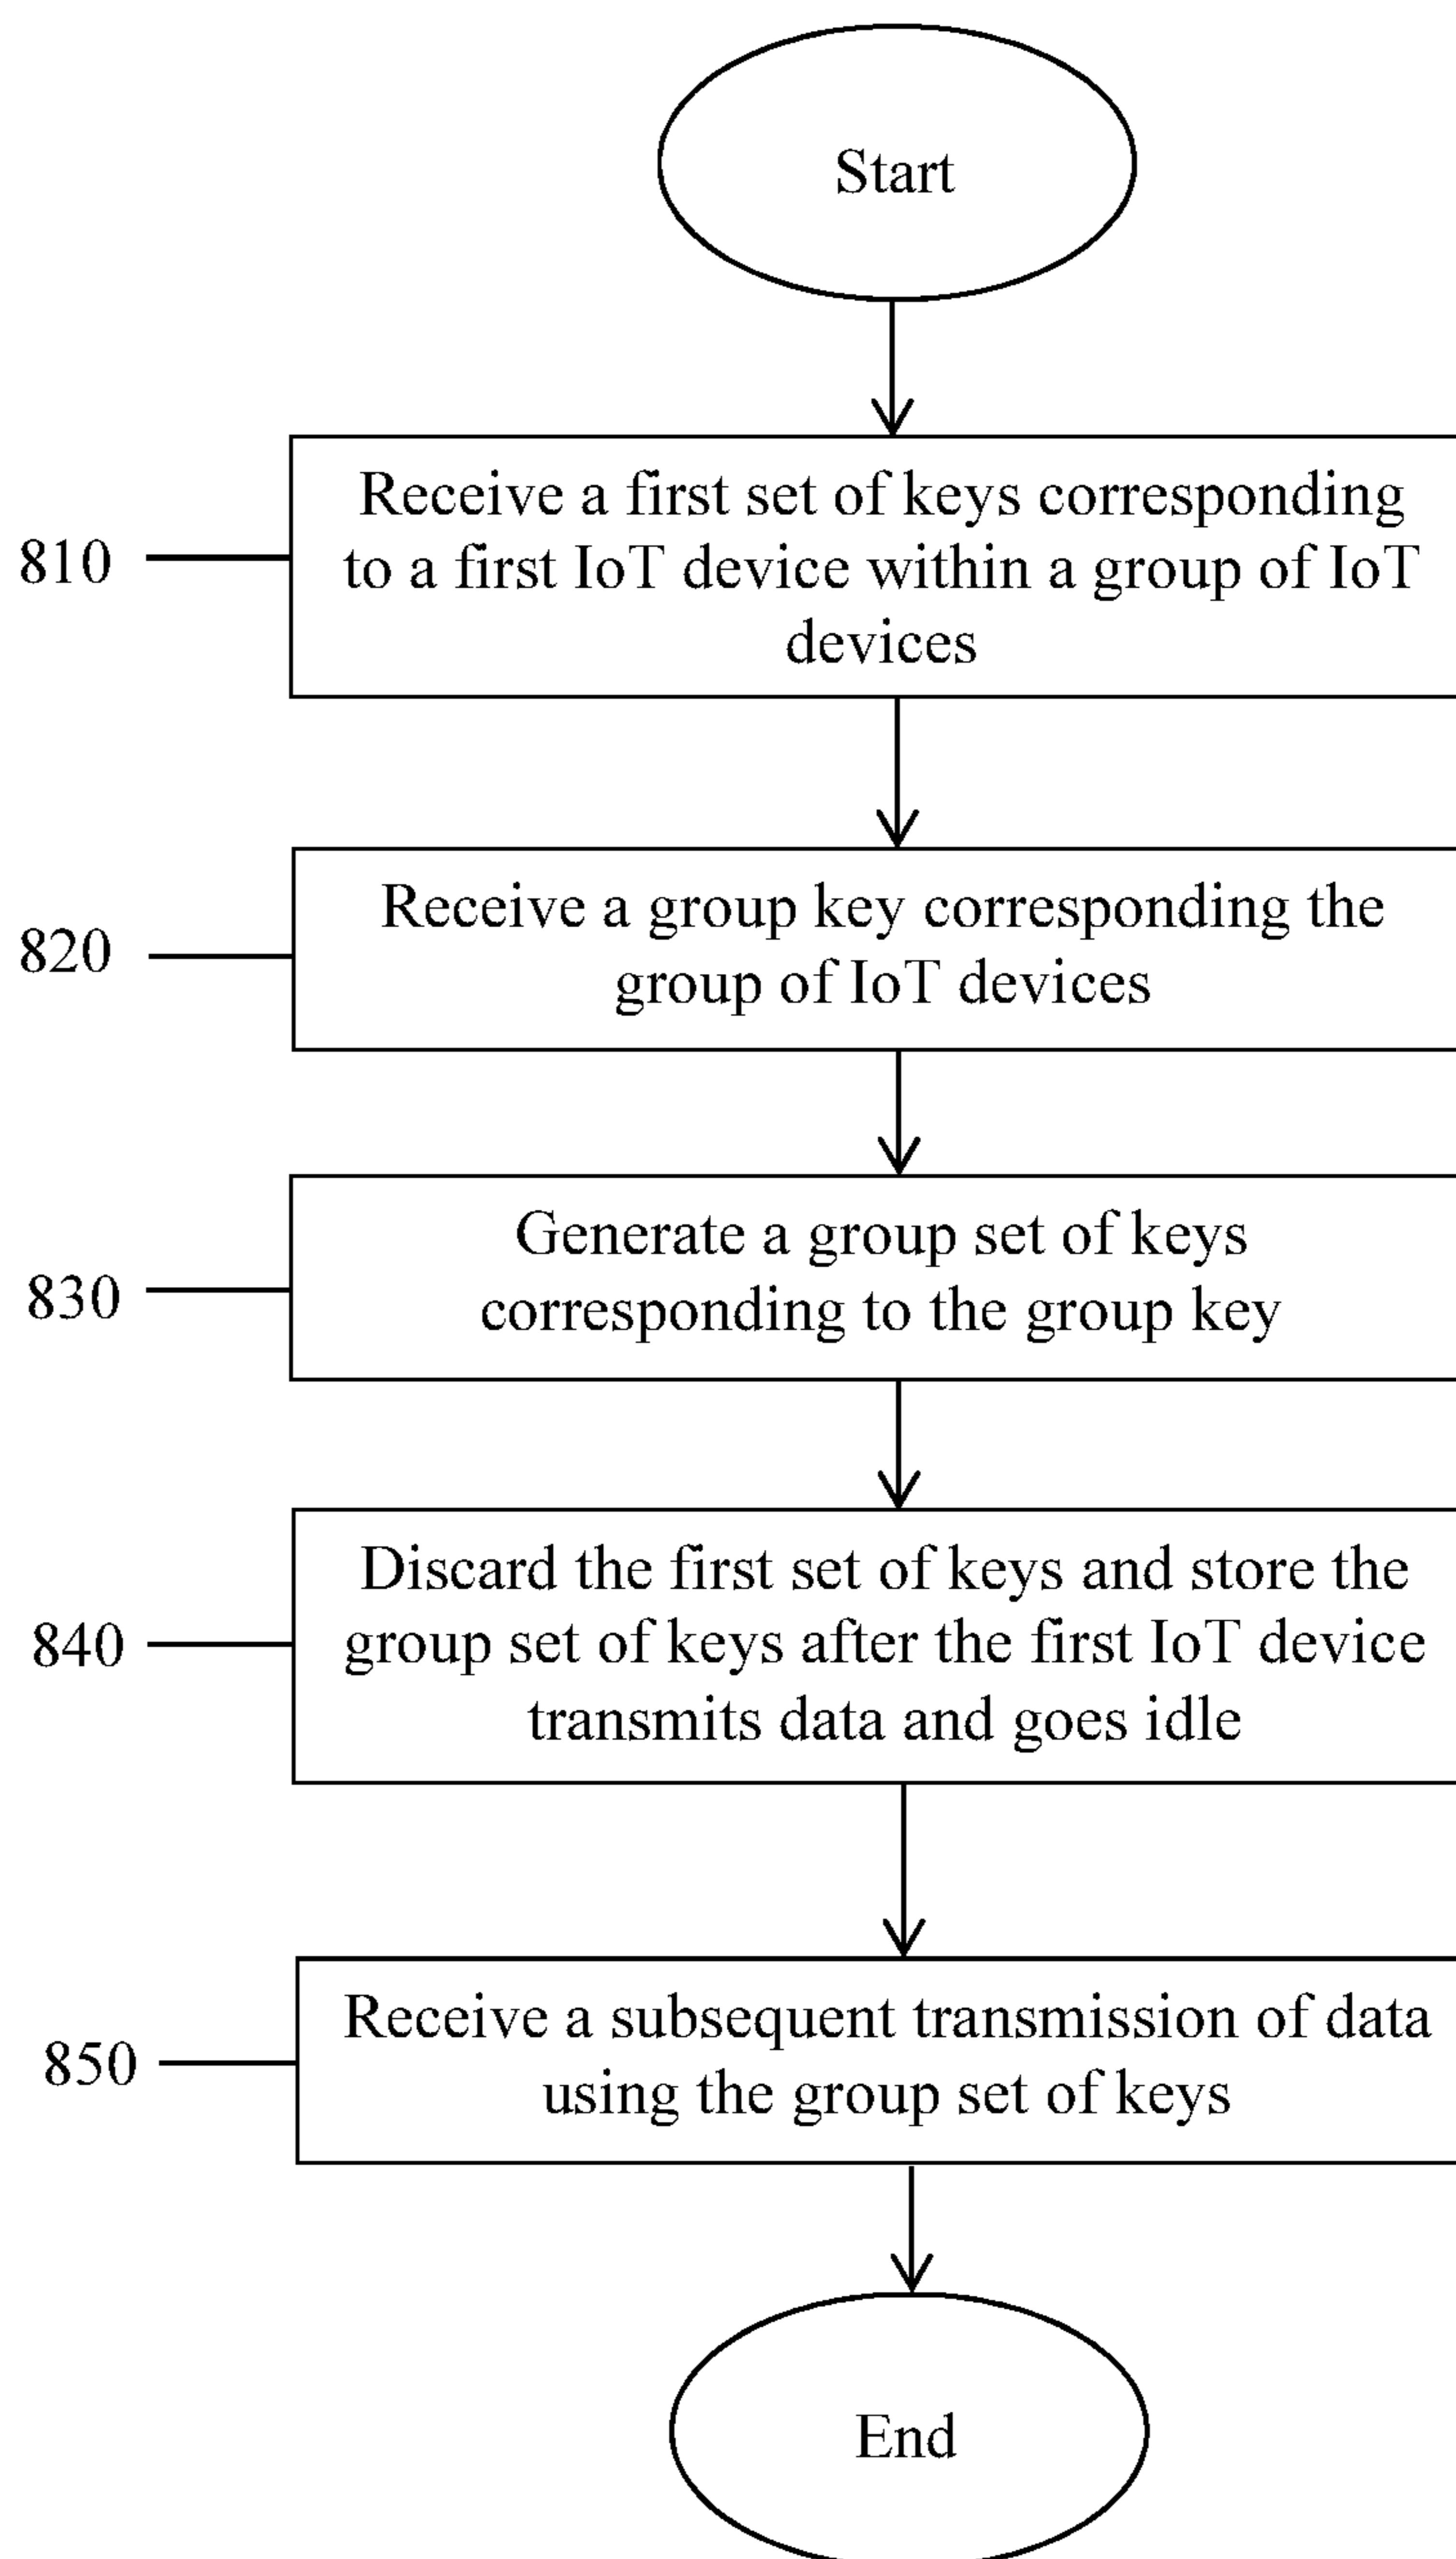 Start
810
Receive a first set of keys corresponding
to a first IoT device within a group of IoT
devices
820
Receive a group key corresponding the
group of IoT devices
830
Generate a group set of keys
corresponding to the group key
840
Discard the first set of keys and store the
group set of keys after the first IoT device
transmits data and goes idle
850
Receive a subsequent transmission of data
using the group set of keys
End